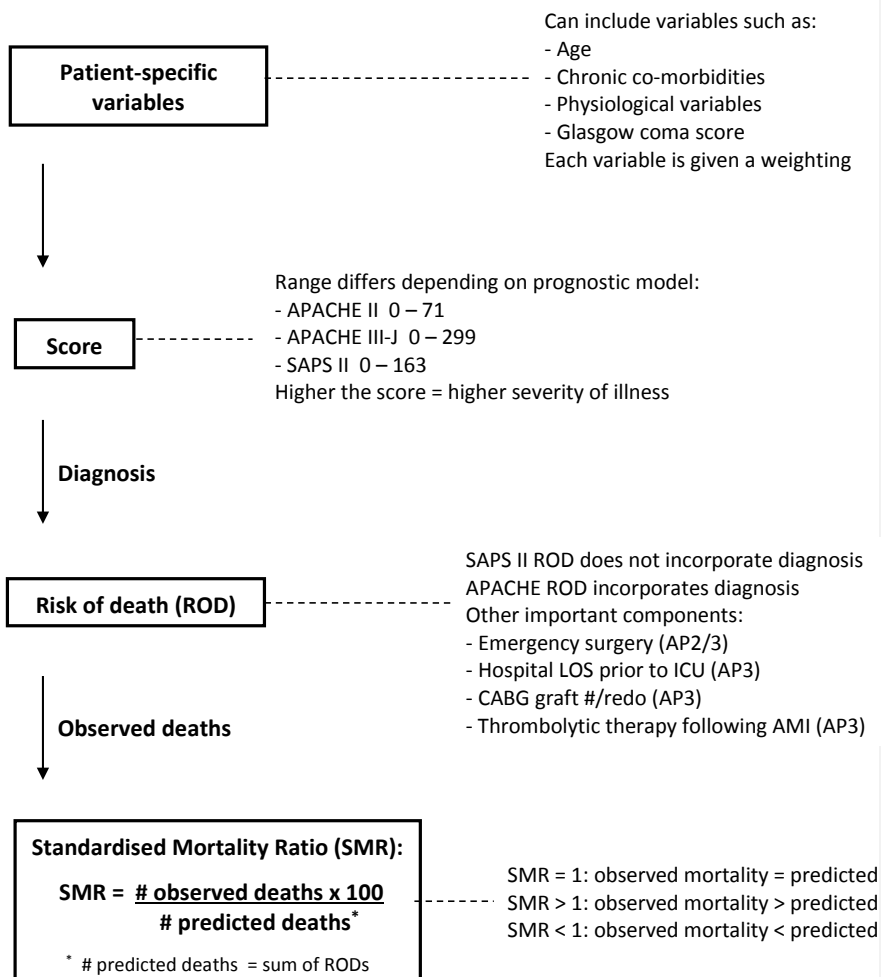 Can include variables such as:
- Age
Patient-specific
variables
- Chronic co-morbidities
- Physiological variables
- Glasgow coma score
Each variable is given a weighting
Range differs depending on prognostic model:
- APACHE II 0 – 71
- APACHE III-J 0 – 299
Score
- SAPS II 0 – 163
Higher the score = higher severity of illness
Diagnosis
SAPS II ROD does not incorporate diagnosis
APACHE ROD incorporates diagnosis
Risk of death (ROD)
Other important components:
- Emergency surgery (AP2/3)
- Hospital LOS prior to ICU (AP3)
- CABG graft #/redo (AP3)
- Thrombolytic therapy following AMI (AP3)
Observed deaths
Standardised Mortality Ratio (SMR):
SMR = # observed deaths x 100
# predicted deaths*
* # predicted deaths = sum of RODs
SMR = 1: observed mortality = predicted
SMR > 1: observed mortality > predicted
SMR < 1: observed mortality < predicted